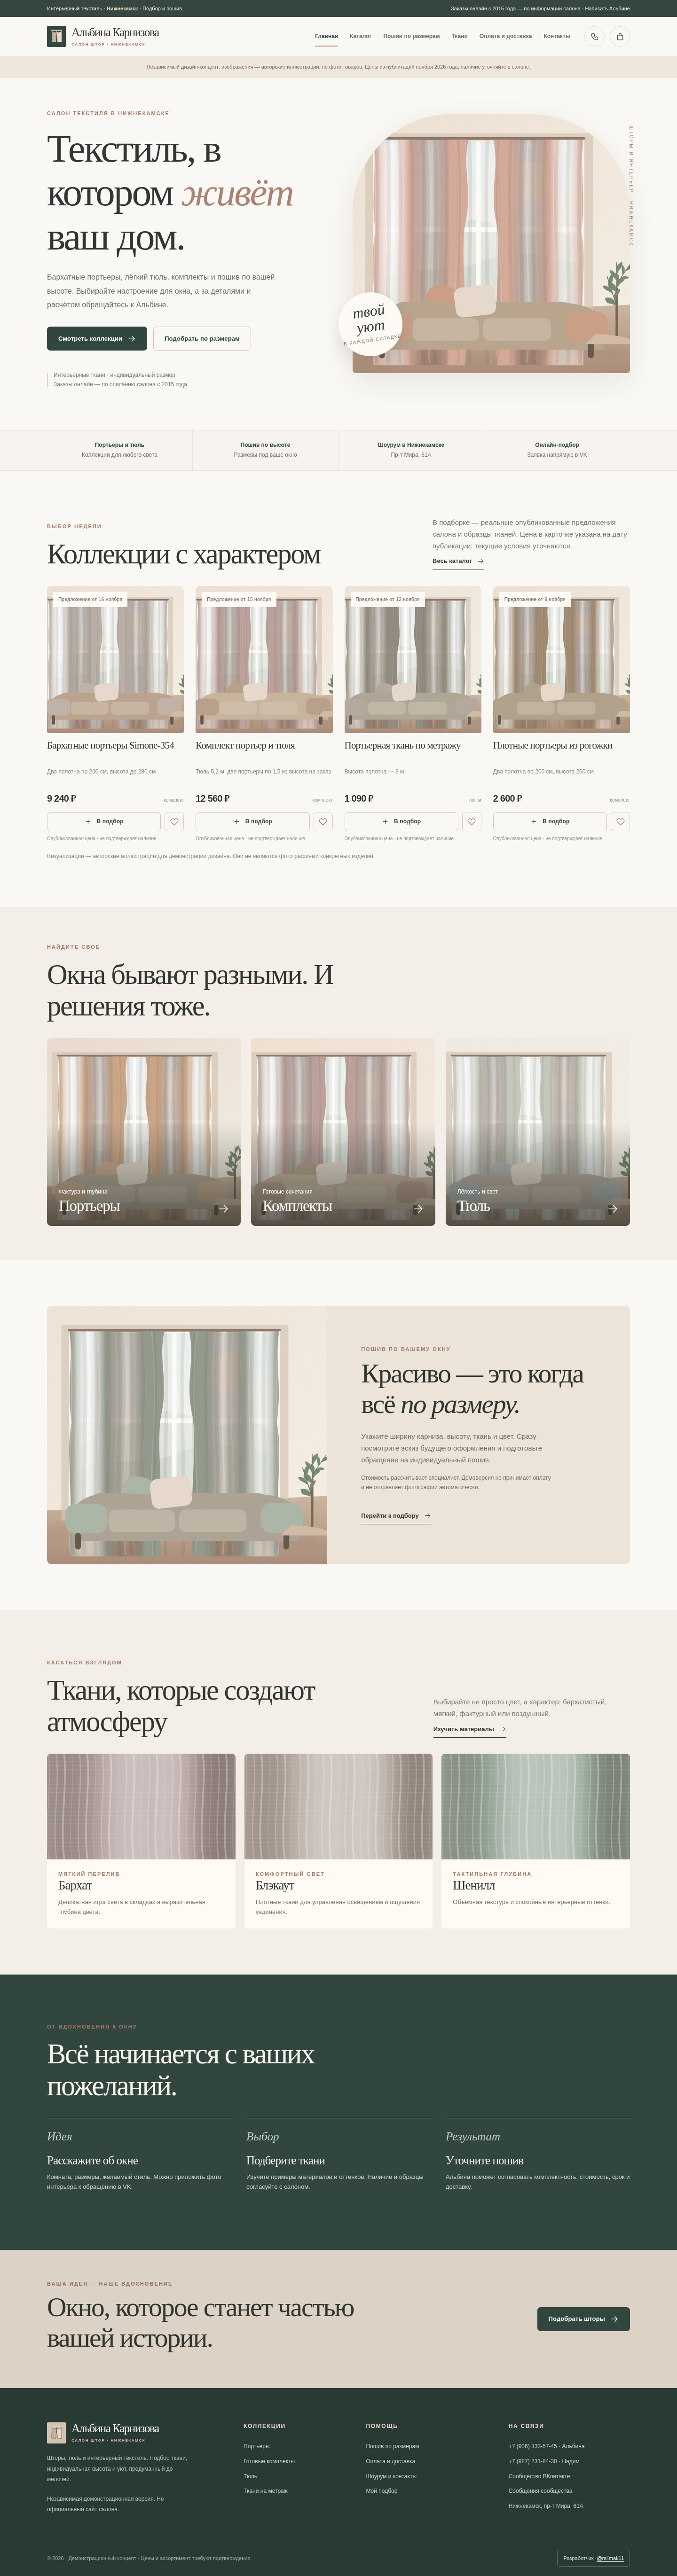 Интерьерный текстиль · Нижнекамск · Подбор и пошив
Заказы онлайн с 2015 года — по информации салона · Написать Альбине
Альбина Карнизова
САЛОН ШТОР · НИЖНЕКАМСК
Главная Каталог Пошив по размерам Ткани Оплата и доставка Контакты
Независимый дизайн-концепт: изображения — авторские иллюстрации, не фото товаров. Цены из публикаций ноября 2026 года, наличие уточняйте в салоне.
САЛОН ТЕКСТИЛЯ В НИЖНЕКАМСКЕ
Текстиль, в
котором живёт
ваш дом.
Бархатные портьеры, лёгкий тюль, комплекты и пошив по вашей
высоте. Выбирайте настроение для окна, а за деталями и
расчётом обращайтесь к Альбине.
Смотреть коллекции
Подобрать по размерам
Интерьерные ткани · индивидуальный размер
Заказы онлайн — по описанию салона с 2015 года
ШТОРЫ И ИНТЕРЬЕР · НИЖНЕКАМСК
твой
уют
В КАЖДОЙ СКЛАДКЕ
Портьеры и тюль
Коллекции для любого света
Пошив по высоте
Размеры под ваше окно
Шоурум в Нижнекамске
Пр-т Мира, 61А
Онлайн-подбор
Заявка напрямую в VK
ВЫБОР НЕДЕЛИ
Коллекции с характером
В подборке — реальные опубликованные предложения
салона и образцы тканей. Цена в карточке указана на дату
публикации; текущие условия уточняются.
Весь каталог
Предложение от 16 ноября
Бархатные портьеры Simone-354
Два полотна по 200 см, высота до 280 см
9 240 ₽
комплект
В подбор
Опубликованная цена · не подтверждает наличие
Предложение от 15 ноября
Комплект портьер и тюля
Тюль 5,2 м, две портьеры по 1,5 м; высота на заказ
12 560 ₽
комплект
В подбор
Опубликованная цена · не подтверждает наличие
Предложение от 12 ноября
Портьерная ткань по метражу
Высота полотна — 3 м
1 090 ₽
пог. м
В подбор
Опубликованная цена · не подтверждает наличие
Предложение от 9 ноября
Плотные портьеры из рогожки
Два полотна по 200 см, высота 260 см
2 600 ₽
комплект
В подбор
Опубликованная цена · не подтверждает наличие
Визуализации — авторские иллюстрации для демонстрации дизайна. Они не являются фотографиями конкретных изделий.
НАЙДИТЕ СВОЁ
Окна бывают разными. И
решения тоже.
Фактура и глубина
Портьеры
Готовые сочетания
Комплекты
Лёгкость и свет
Тюль
ПОШИВ ПО ВАШЕМУ ОКНУ
Красиво — это когда
всё по размеру.
Укажите ширину карниза, высоту, ткань и цвет. Сразу
посмотрите эскиз будущего оформления и подготовьте
обращение на индивидуальный пошив.
Стоимость рассчитывает специалист. Демоверсия не принимает оплату
и не отправляет фотографии автоматически.
Перейти к подбору
КАСАТЬСЯ ВЗГЛЯДОМ
Ткани, которые создают
атмосферу
Выбирайте не просто цвет, а характер: бархатистый,
мягкий, фактурный или воздушный.
Изучить материалы
МЯГКИЙ ПЕРЕЛИВ
Бархат
Деликатная игра света в складках и выразительная
глубина цвета.
КОМФОРТНЫЙ СВЕТ
Блэкаут
Плотные ткани для управления освещением и ощущения
уединения.
ТАКТИЛЬНАЯ ГЛУБИНА
Шенилл
Объёмная текстура и спокойные интерьерные оттенки.
ОТ ВДОХНОВЕНИЯ К ОКНУ
Всё начинается с ваших
пожеланий.
Идея
Расскажите об окне
Комната, размеры, желаемый стиль. Можно приложить фото
интерьера к обращению в VK.
Выбор
Подберите ткани
Изучите примеры материалов и оттенков. Наличие и образцы
согласуйте с салоном.
Результат
Уточните пошив
Альбина поможет согласовать комплектность, стоимость, срок и
доставку.
ВАША ИДЕЯ — НАШЕ ВДОХНОВЕНИЕ
Окно, которое станет частью
вашей истории.
Подобрать шторы
Альбина Карнизова
САЛОН ШТОР · НИЖНЕКАМСК
Шторы, тюль и интерьерный текстиль. Подбор ткани,
индивидуальная высота и уют, продуманный до
мелочей.
Независимая демонстрационная версия. Не
официальный сайт салона.
КОЛЛЕКЦИИ
Портьеры
Готовые комплекты
Тюль
Ткани на метраж
ПОМОЩЬ
Пошив по размерам
Оплата и доставка
Шоурум и контакты
Мой подбор
НА СВЯЗИ
+7 (906) 333-57-45 · Альбина
+7 (987) 231-84-30 · Надим
Сообщество ВКонтакте
Сообщения сообщества
Нижнекамск, пр-т Мира, 61А
© 2026 · Демонстрационный концепт · Цены и ассортимент требуют подтверждения.
Разработчик @milmak11